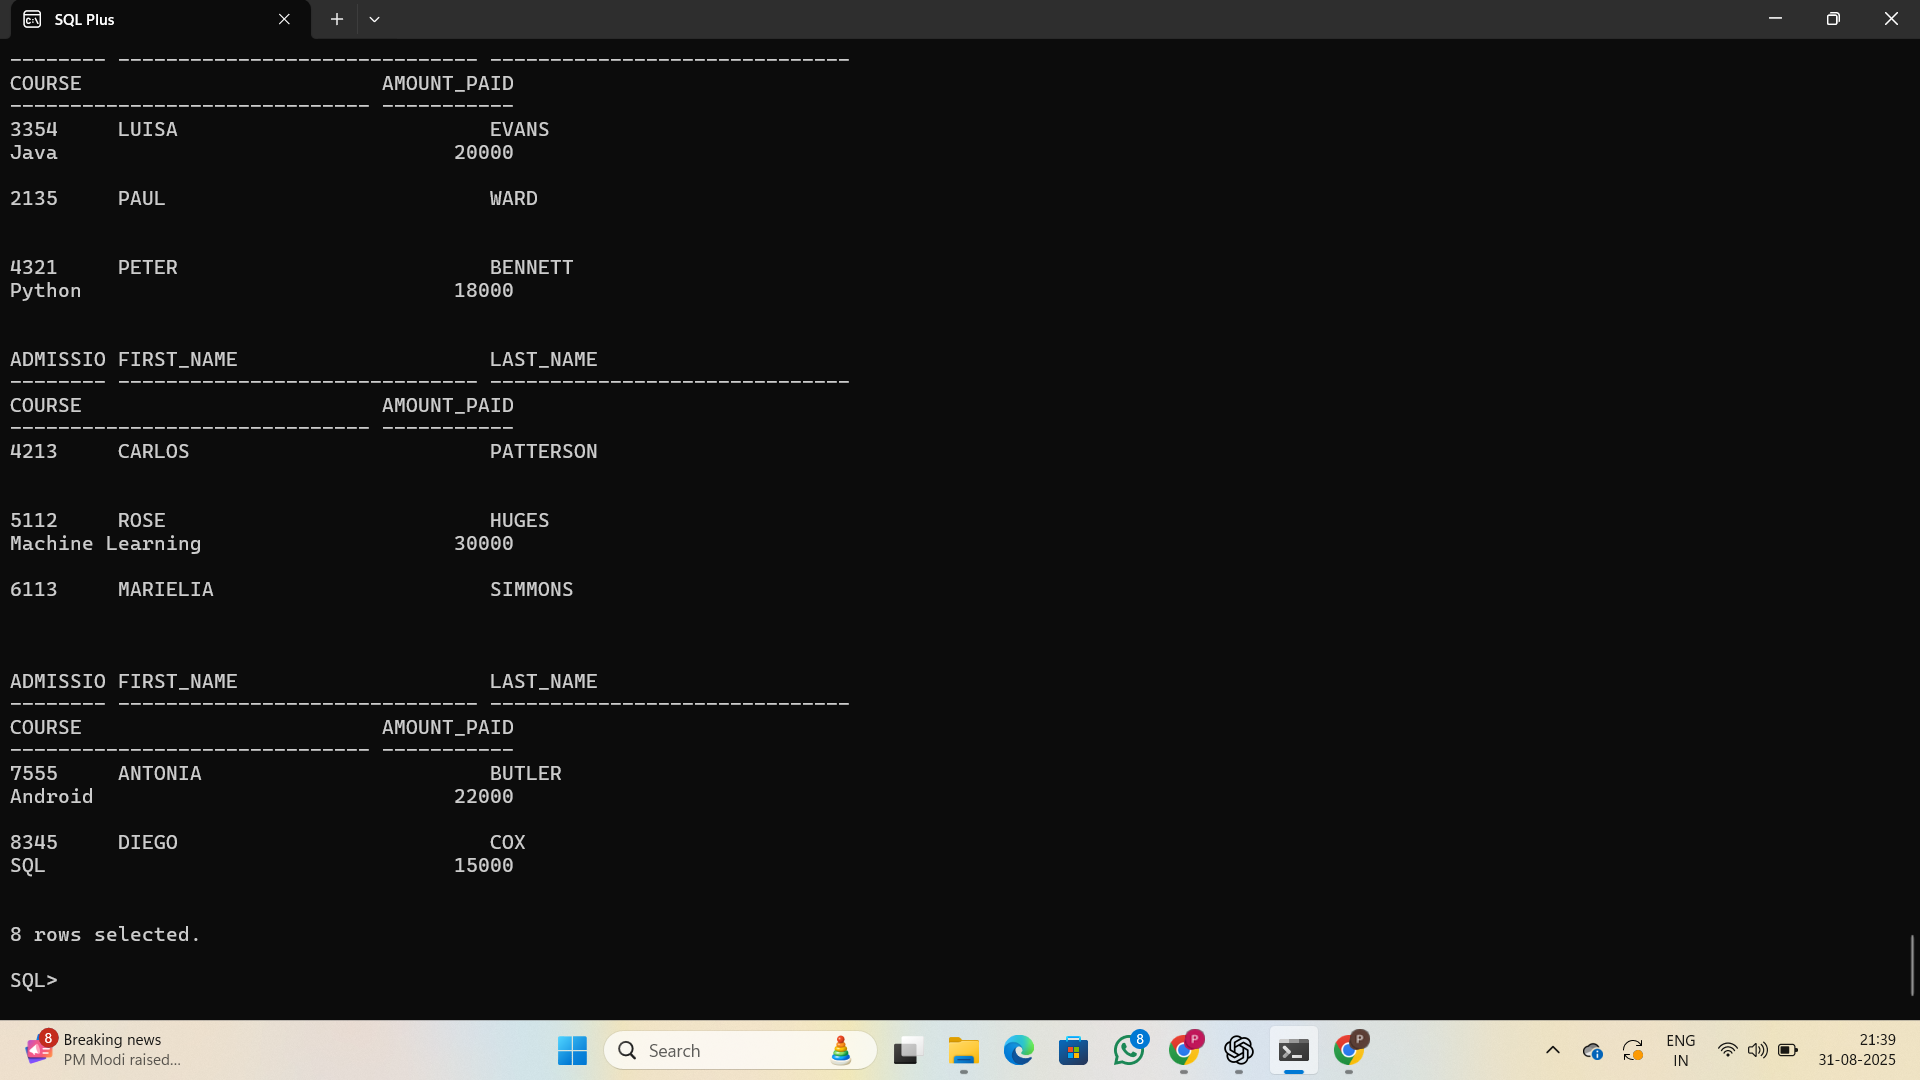 SQL Plus
-------- ------------------------------ ------------------------------
COURSE                         AMOUNT_PAID
------------------------------ -----------
3354     LUISA                          EVANS
Java                                 20000
2135     PAUL                           WARD
4321     PETER                          BENNETT
Python                               18000
ADMISSIO FIRST_NAME                     LAST_NAME
-------- ------------------------------ ------------------------------
COURSE                         AMOUNT_PAID
------------------------------ -----------
4213     CARLOS                         PATTERSON
5112     ROSE                           HUGES
Machine Learning                     30000
6113     MARIELIA                       SIMMONS
ADMISSIO FIRST_NAME                     LAST_NAME
-------- ------------------------------ ------------------------------
COURSE                         AMOUNT_PAID
------------------------------ -----------
7555     ANTONIA                        BUTLER
Android                              22000
8345     DIEGO                          COX
SQL                                  15000
8 rows selected.
SQL>
8
Breaking news
PM Modi raised...
Search
8
P
P
ENG
IN
21:39
31-08-2025